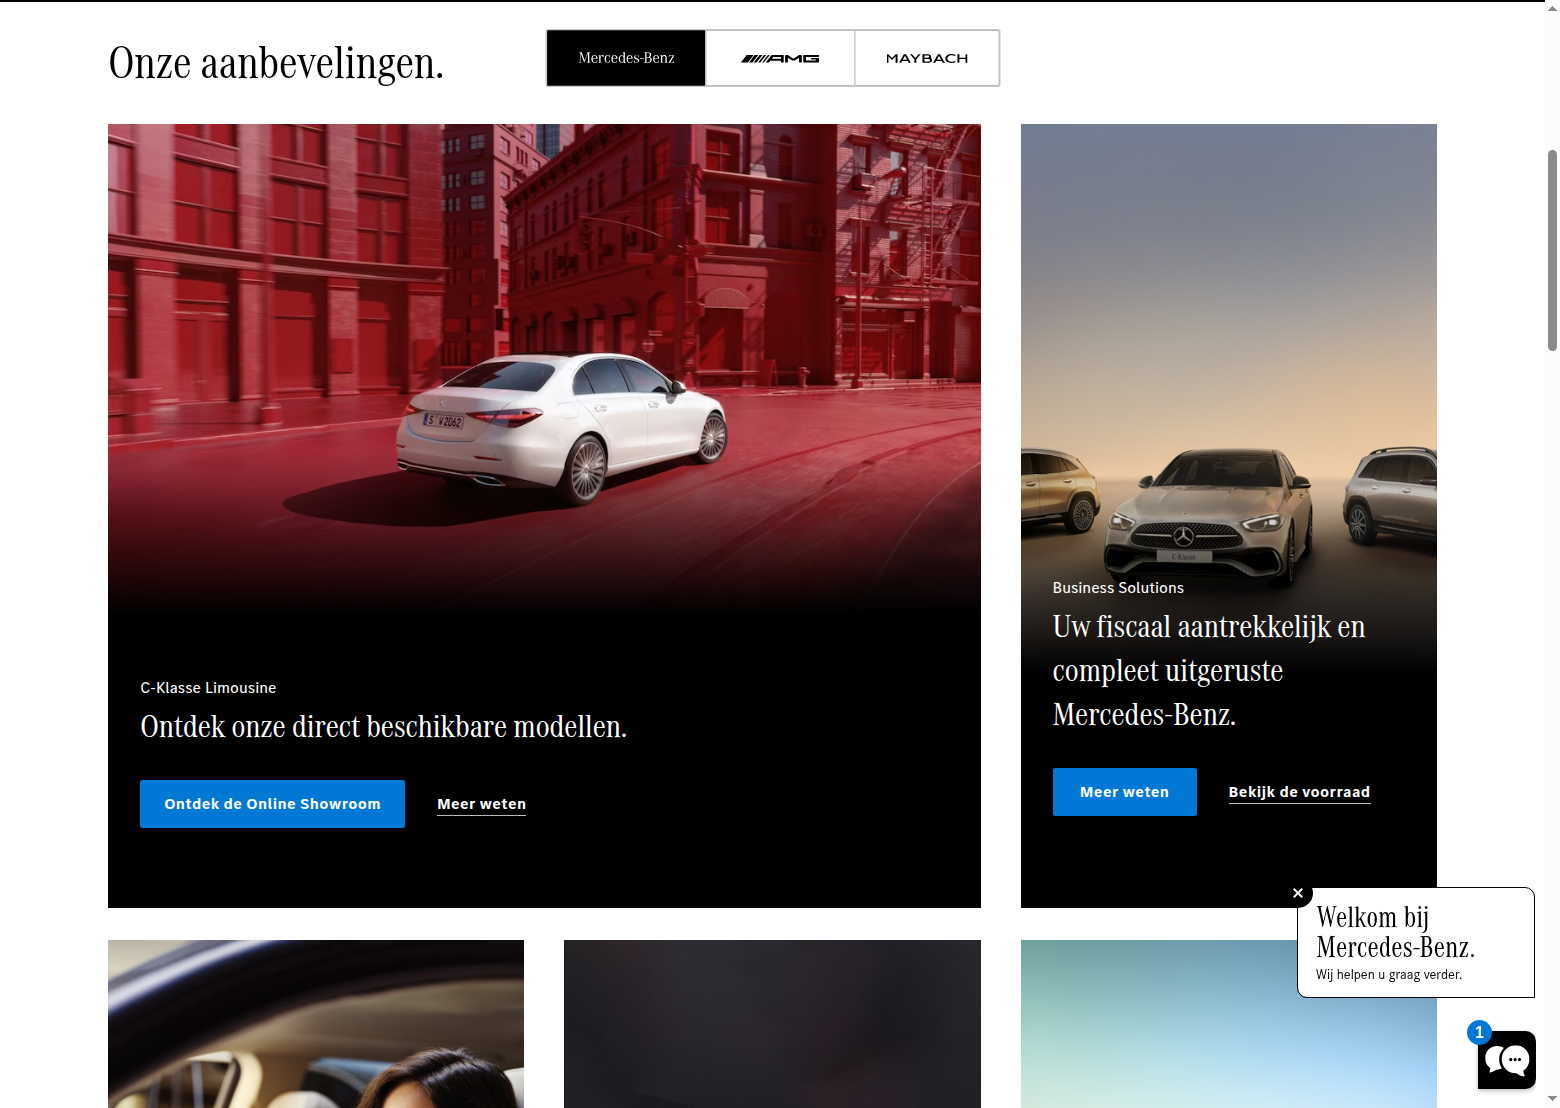 Onze aanbevelingen.
Mercedes-Benz
AMG
MAYBACH
S W 2062
C-Klasse Limousine
Ontdek onze direct beschikbare modellen.
Ontdek de Online Showroom
Meer weten
C-Klasse
Business Solutions
Uw fiscaal aantrekkelijk en
compleet uitgeruste
Mercedes-Benz.
Meer weten
Bekijk de voorraad
Welkom bij
Mercedes-Benz.
Wij helpen u graag verder.
1